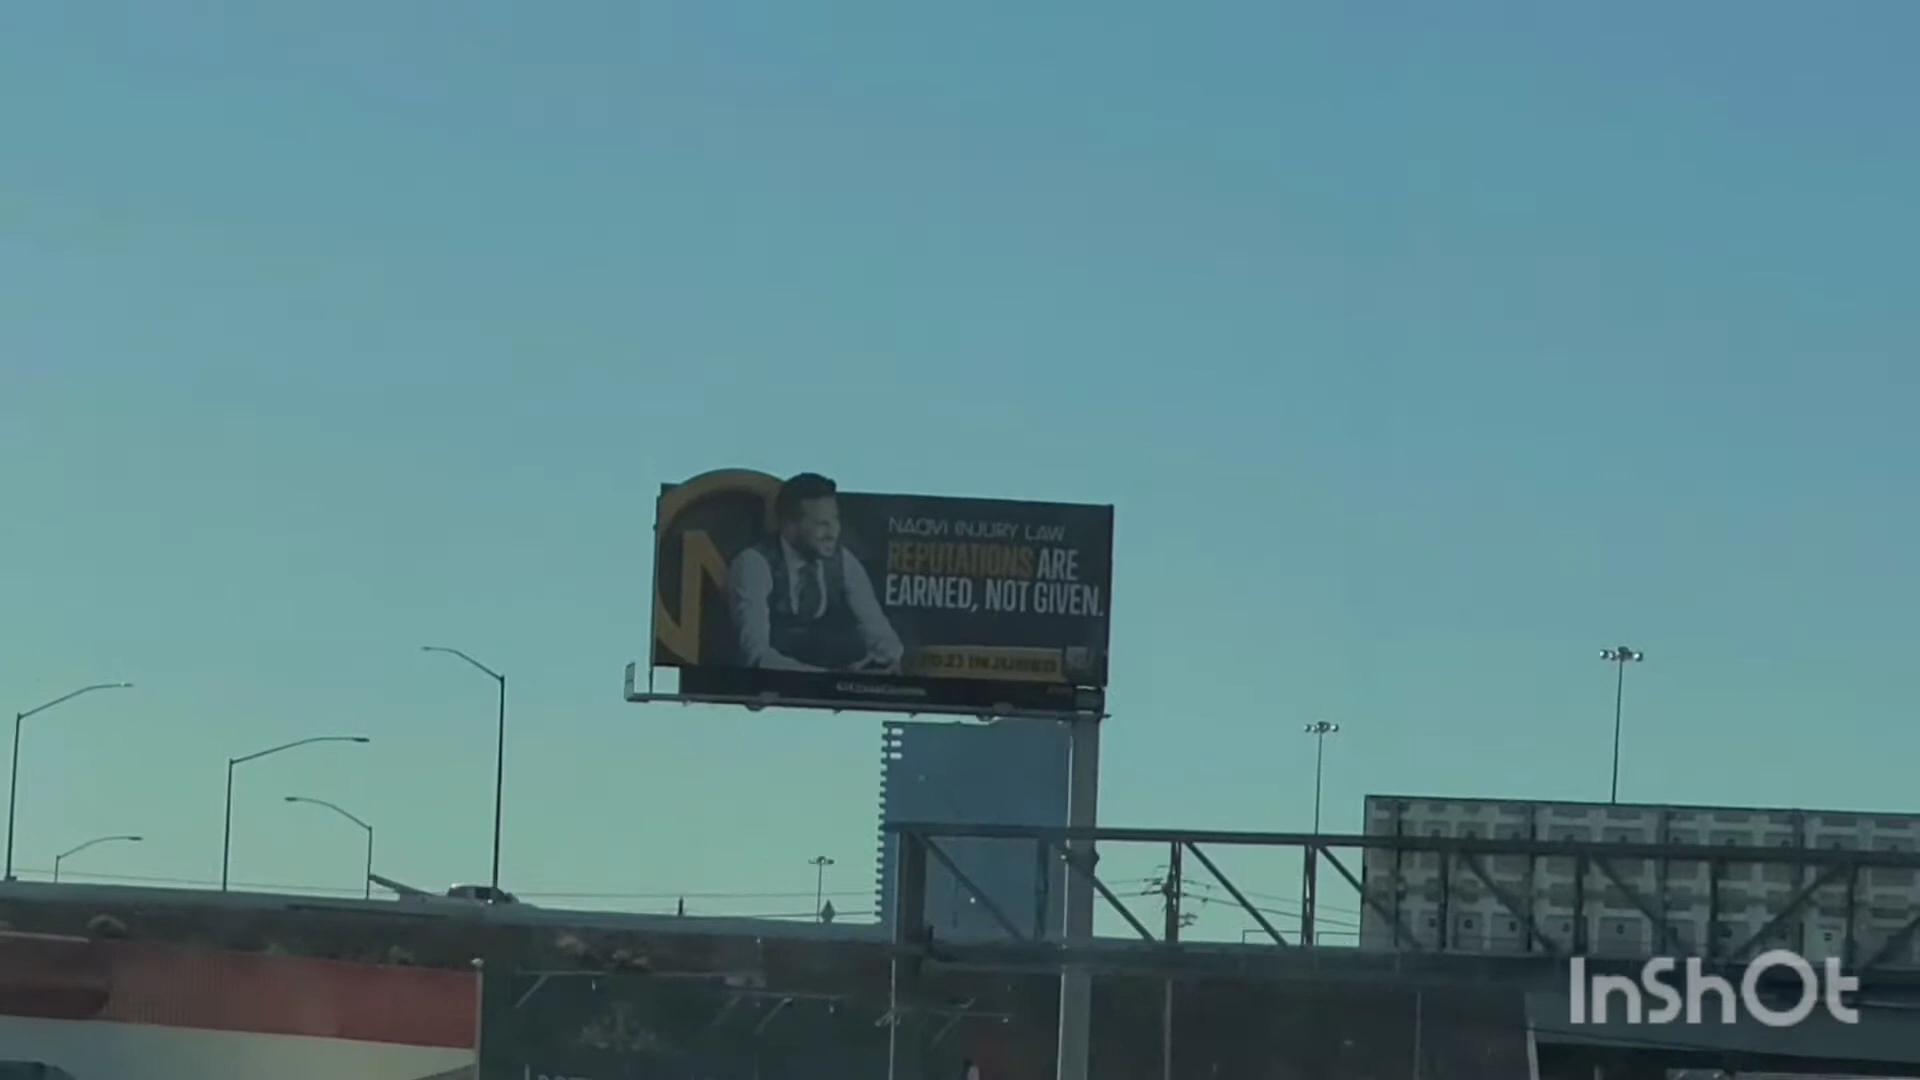 NAQVI INJURY LAW
REPUTATIONS ARE
EARNED, NOT GIVEN.
INJURED
N
InShOt